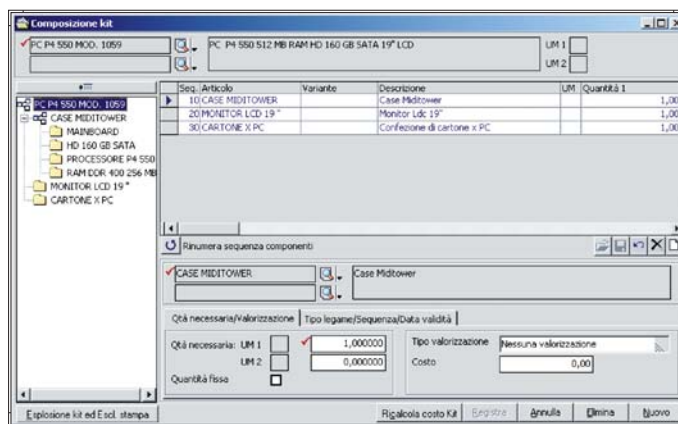 Composizione kit
PC P4 550 MOD. 1059
PC P4 550 512 MB RAM HD 160 GB SATA 19" LCD
UM 1
UM 2
Seq. Articolo Variante Descrizione UM Quantità 1
10 CASE MIDITOWER Case Miditower 1,00
20 MONITOR LCD 19 " Monitor Ldc 19" 1,00
30 CARTONE X PC Confezione di cartone x PC 1,00
PC P4 550 MOD. 1059
CASE MIDITOWER
MAINBOARD
HD 160 GB SATA
PROCESSORE P4 550
RAM DDR 400 256 MB
MONITOR LCD 19 "
CARTONE X PC
Rinumera sequenza componenti
CASE MIDITOWER
Case Miditower
Qtà necessaria/Valorizzazione Tipo legame/Sequenza/Data validità
Qtà necessaria: UM 1 1,000000 Tipo valorizzazione Nessuna valorizzazione
UM 2 0,000000 Costo 0,00
Quantità fissa
Esplosione kit ed Escl. stampa Ricalcola costo Kit Registra Annulla Elimina Nuovo